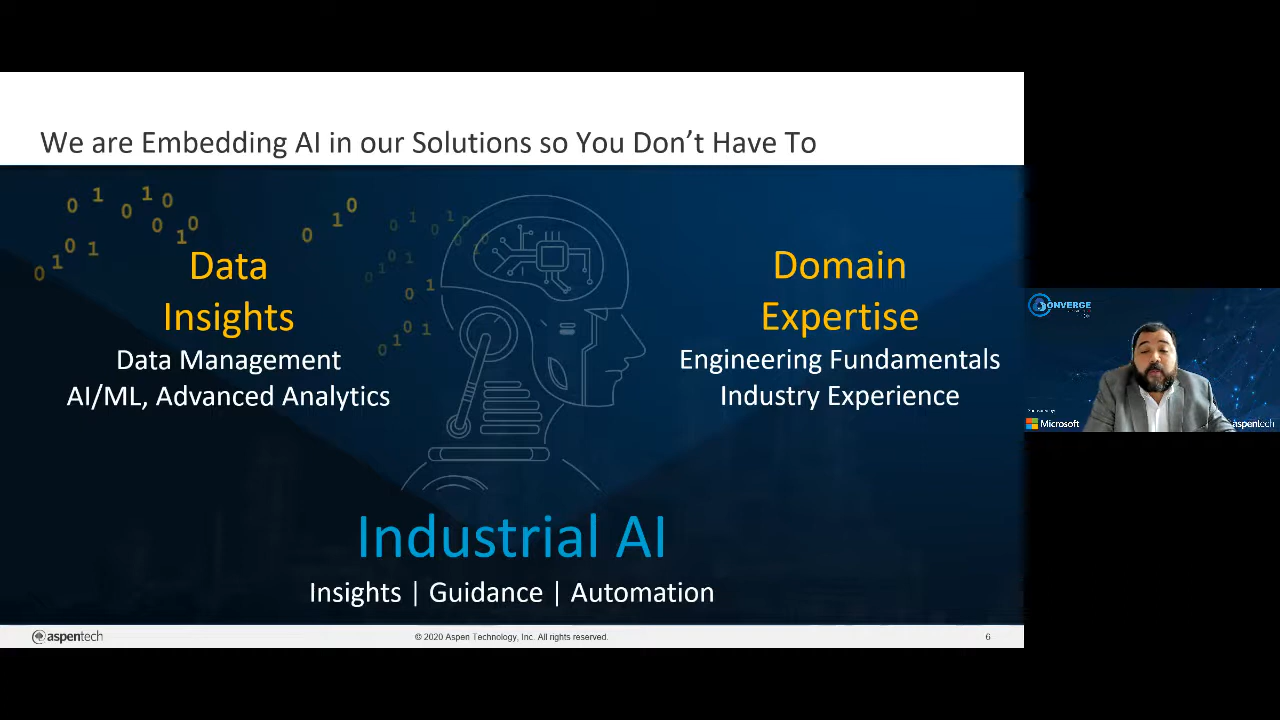 We are Embedding AI in our Solutions so You Don’t Have To
Data
Insights
Data Management
AI/ML, Advanced Analytics
Domain
Expertise
Engineering Fundamentals
Industry Experience
Industrial AI
Insights | Guidance | Automation
aspentech
© 2020 Aspen Technology, Inc. All rights reserved.
6
CONVERGE
Microsoft
aspentech